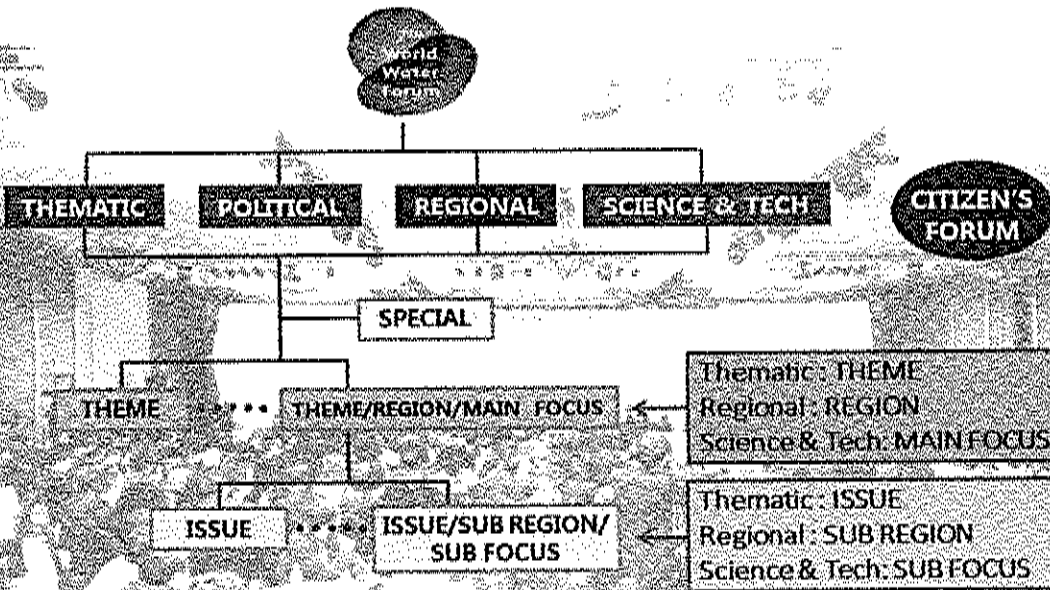 World
Water
Forum
THEMATIC
POLITICAL
REGIONAL
SCIENCE & TECH
CITIZEN'S
FORUM
SPECIAL
THEME
THEME/REGION/MAIN FOCUS
Thematic : THEME
Regional : REGION
Science & Tech: MAIN FOCUS
ISSUE
ISSUE/SUB REGION/
SUB FOCUS
Thematic : ISSUE
Regional : SUB REGION
Science & Tech: SUB FOCUS